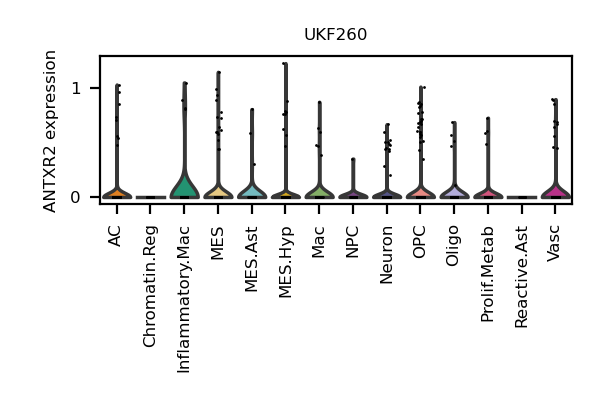 UKF260
ANTXR2 expression
1
0
AC
Chromatin.Reg
Inflammatory.Mac
MES
MES.Ast
MES.Hyp
Mac
NPC
Neuron
OPC
Oligo
Prolif.Metab
Reactive.Ast
Vasc